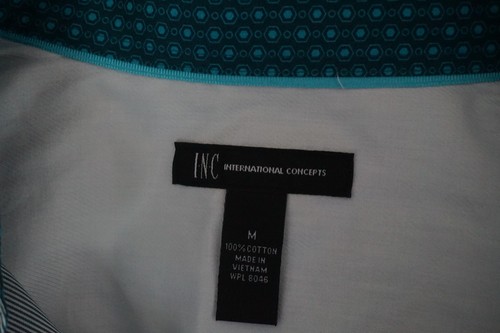 INC INTERNATIONAL CONCEPTS
M
100% COTTON
MADE IN
VIETNAM
WPL 8046